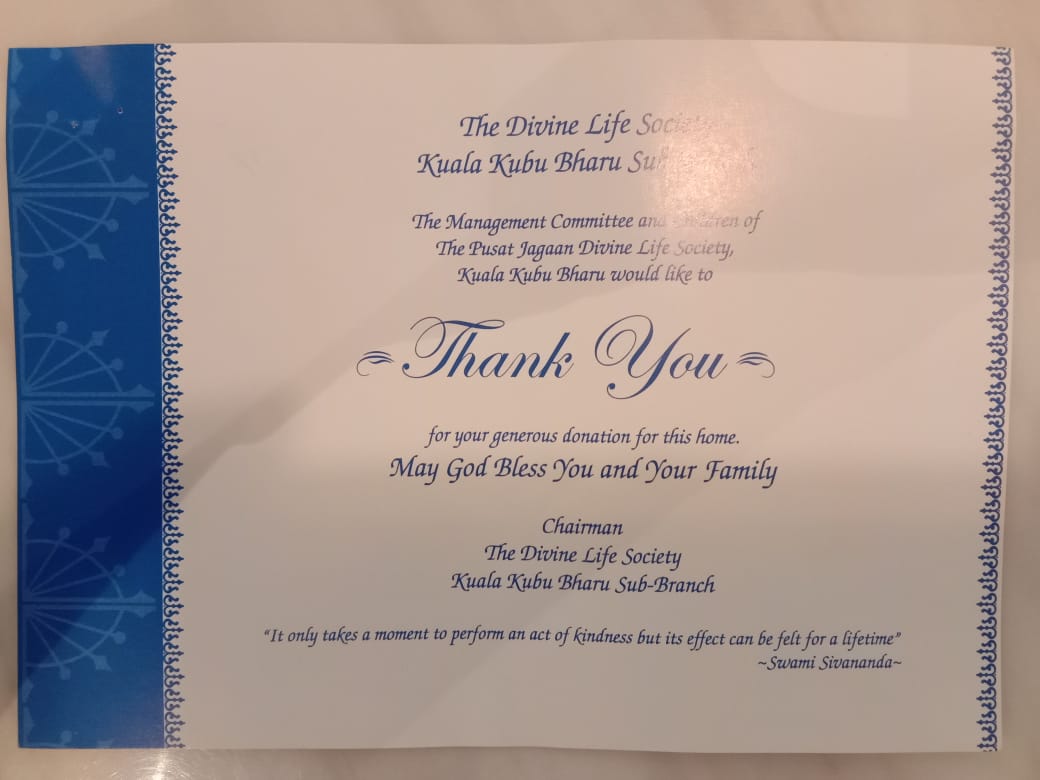 The Divine Life Society
Kuala Kubu Bharu Sub
The Management Committee and Children of
The Pusat Jagaan Divine Life Society,
Kuala Kubu Bharu would like to
Thank You
for your generous donation for this home.
May God Bless You and Your Family
Chairman
The Divine Life Society
Kuala Kubu Bharu Sub-Branch
“It only takes a moment to perform an act of kindness but its effect can be felt for a lifetime”
~Swami Sivananda~